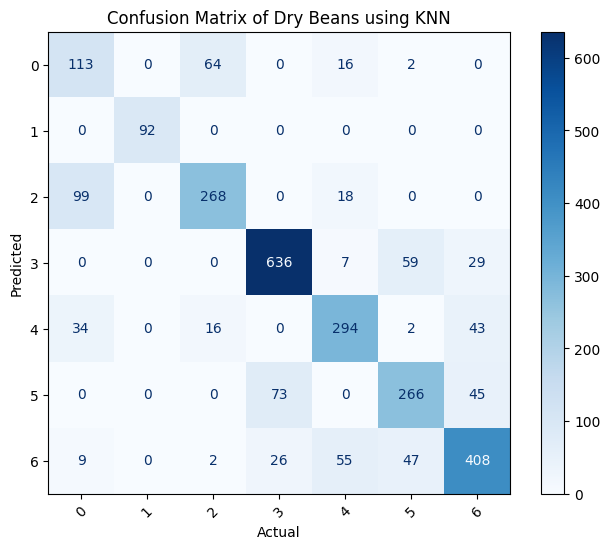 Confusion Matrix of Dry Beans using KNN
0 113 0 64 0 16 2 0
1 0 92 0 0 0 0 0
2 99 0 268 0 18 0 0
3 0 0 0 636 7 59 29
4 34 0 16 0 294 2 43
5 0 0 0 73 0 266 45
6 9 0 2 26 55 47 408
0 1 2 3 4 5 6
Predicted
Actual
600
500
400
300
200
100
0